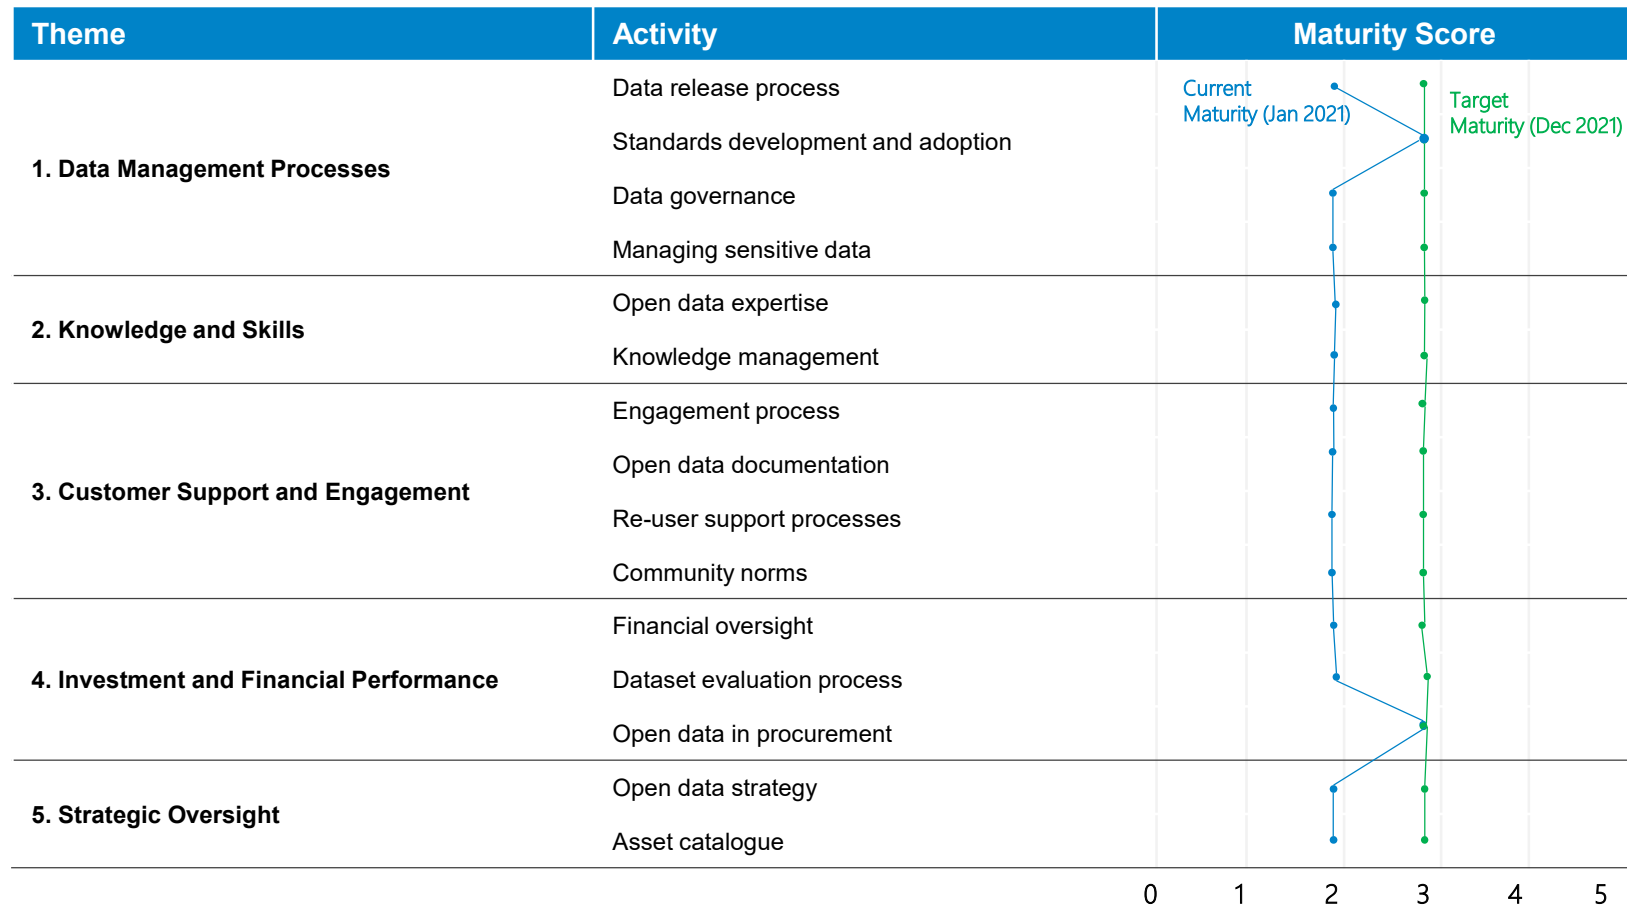 Theme Activity Maturity Score
Data release process
Current
Maturity (Jan 2021)
Target
Maturity (Dec 2021)
Standards development and adoption
1. Data Management Processes
Data governance
Managing sensitive data
Open data expertise
2. Knowledge and Skills
Knowledge management
Engagement process
Open data documentation
3. Customer Support and Engagement
Re-user support processes
Community norms
Financial oversight
4. Investment and Financial Performance
Dataset evaluation process
Open data in procurement
Open data strategy
5. Strategic Oversight
Asset catalogue
0 1 2 3 4 5